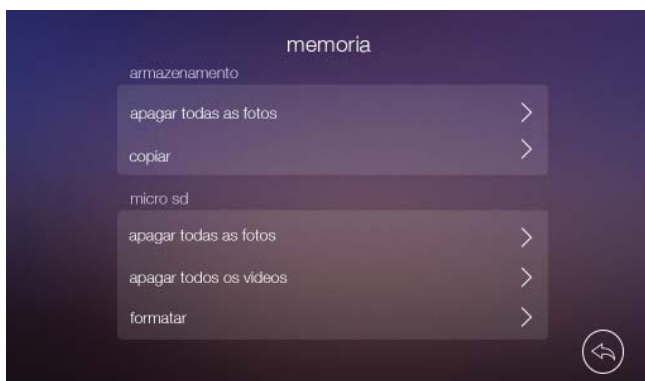 memoria
armazenamento
apagar todas as fotos
copiar
micro sd
apagar todas as fotos
apagar todos os videos
formatar